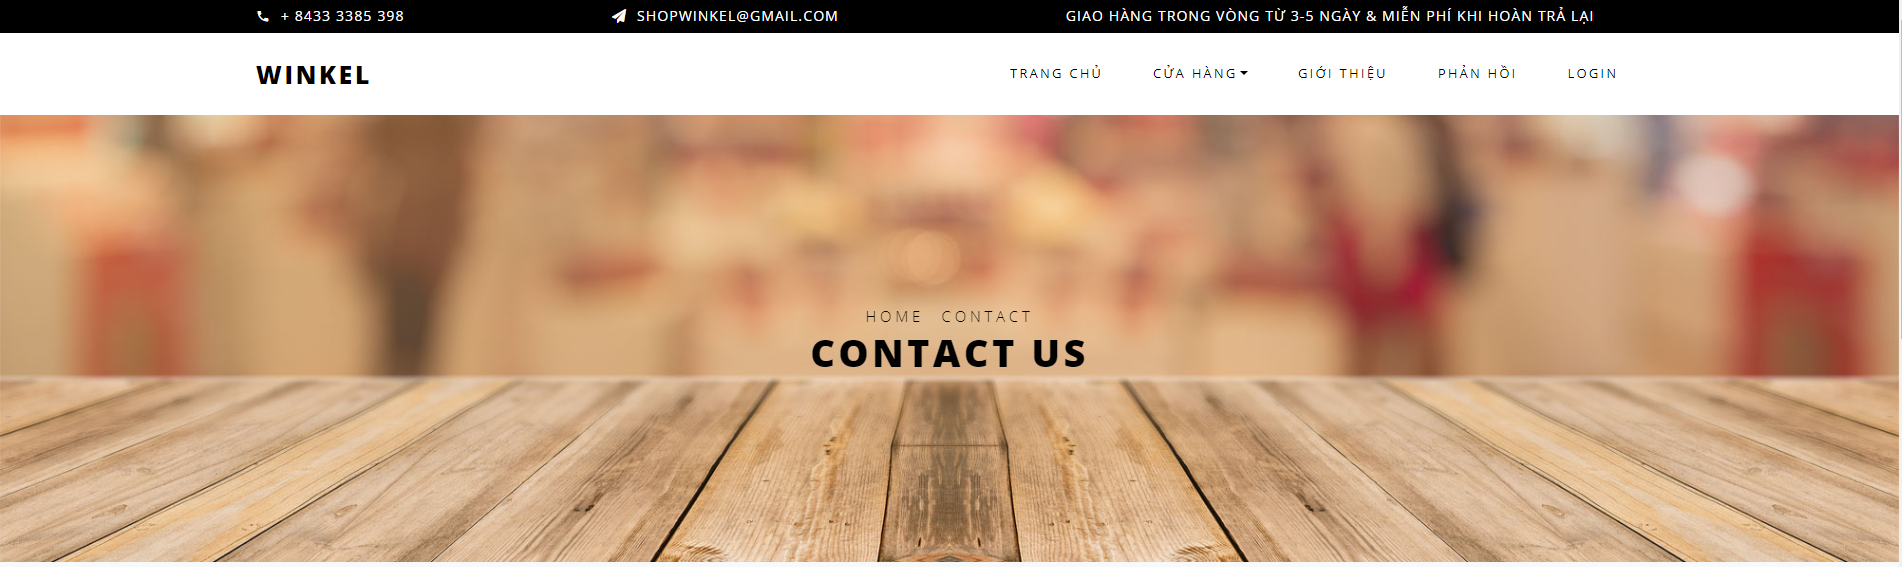 + 8433 3385 398
SHOPWINKEL@GMAIL.COM
GIAO HÀNG TRONG VÒNG TỪ 3-5 NGÀY & MIỄN PHÍ KHI HOÀN TRẢ LẠI
WINKEL
TRANG CHỦ
CỬA HÀNG
GIỚI THIỆU
PHẢN HỒI
LOGIN
HOME CONTACT
CONTACT US